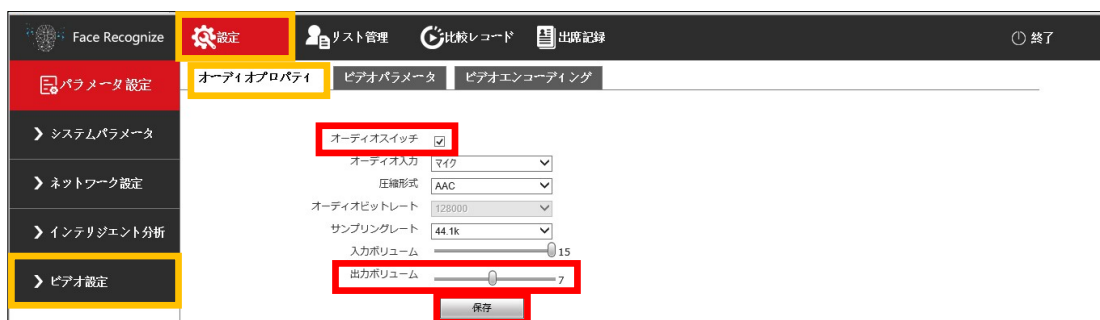 Face Recognize 設定 リスト管理 比較レコード 出席記録 終了
パラメータ設定
システムパラメータ
ネットワーク設定
インテリジェント分析
ビデオ設定
オーディオプロパティ ビデオパラメータ ビデオエンコーディング
オーディオスイッチ
オーディオ入力 マイク
圧縮形式 AAC
オーディオビットレート 128000
サンプリングレート 44.1k
入力ボリューム 15
出力ボリューム 7
保存